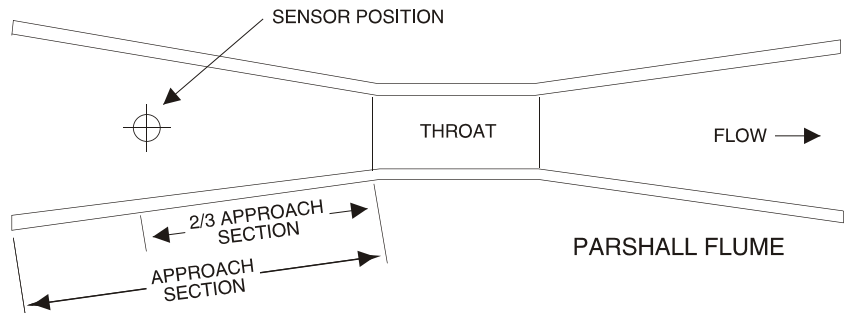 SENSOR POSITION
THROAT
FLOW
2/3 APPROACH
SECTION
APPROACH
SECTION
PARSHALL FLUME